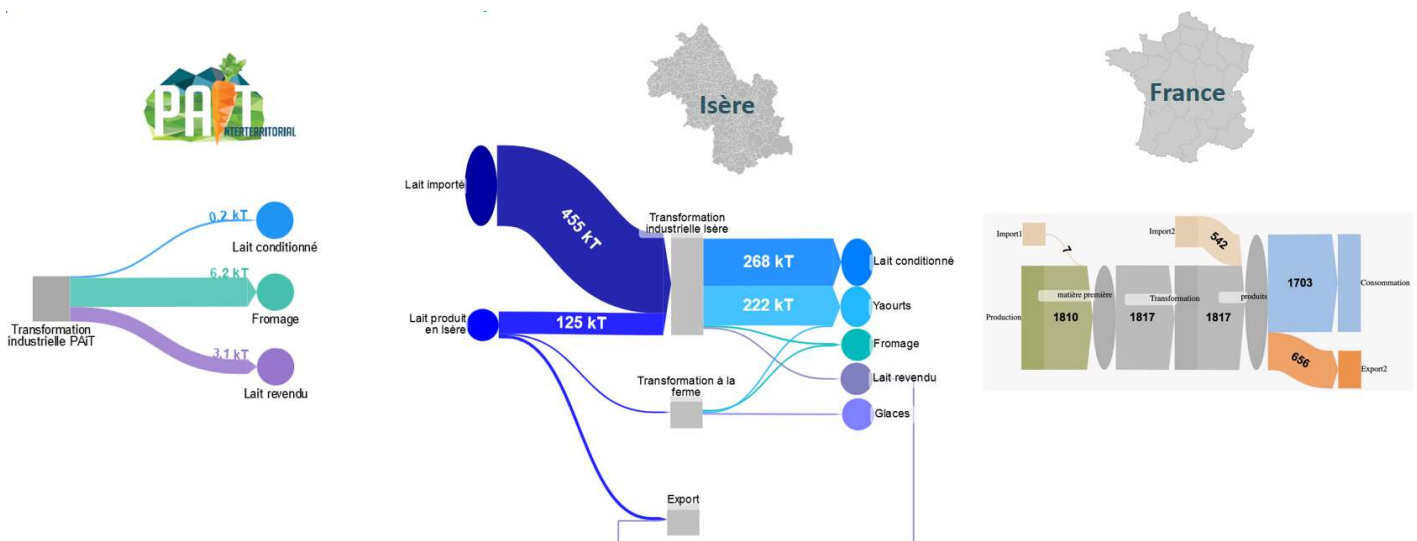 PAiT
INTERTERRITORIAL
0.2 kT
Lait conditionné
6.2 kT
Fromage
Transformation
industrielle PAiT
3.1 kT
Lait revendu
Isère
Lait importé
455 kT
Transformation
industrielle Isère
268 kT
Lait conditionné
222 kT
Yaourts
Lait produit
en Isère
125 kT
Fromage
Lait revendu
Transformation à la
ferme
Glaces
Export
France
Import1
7
Import2
542
matière première
Transformation
produits
1703
Consommation
Production
1810
1817
1817
656
Export2